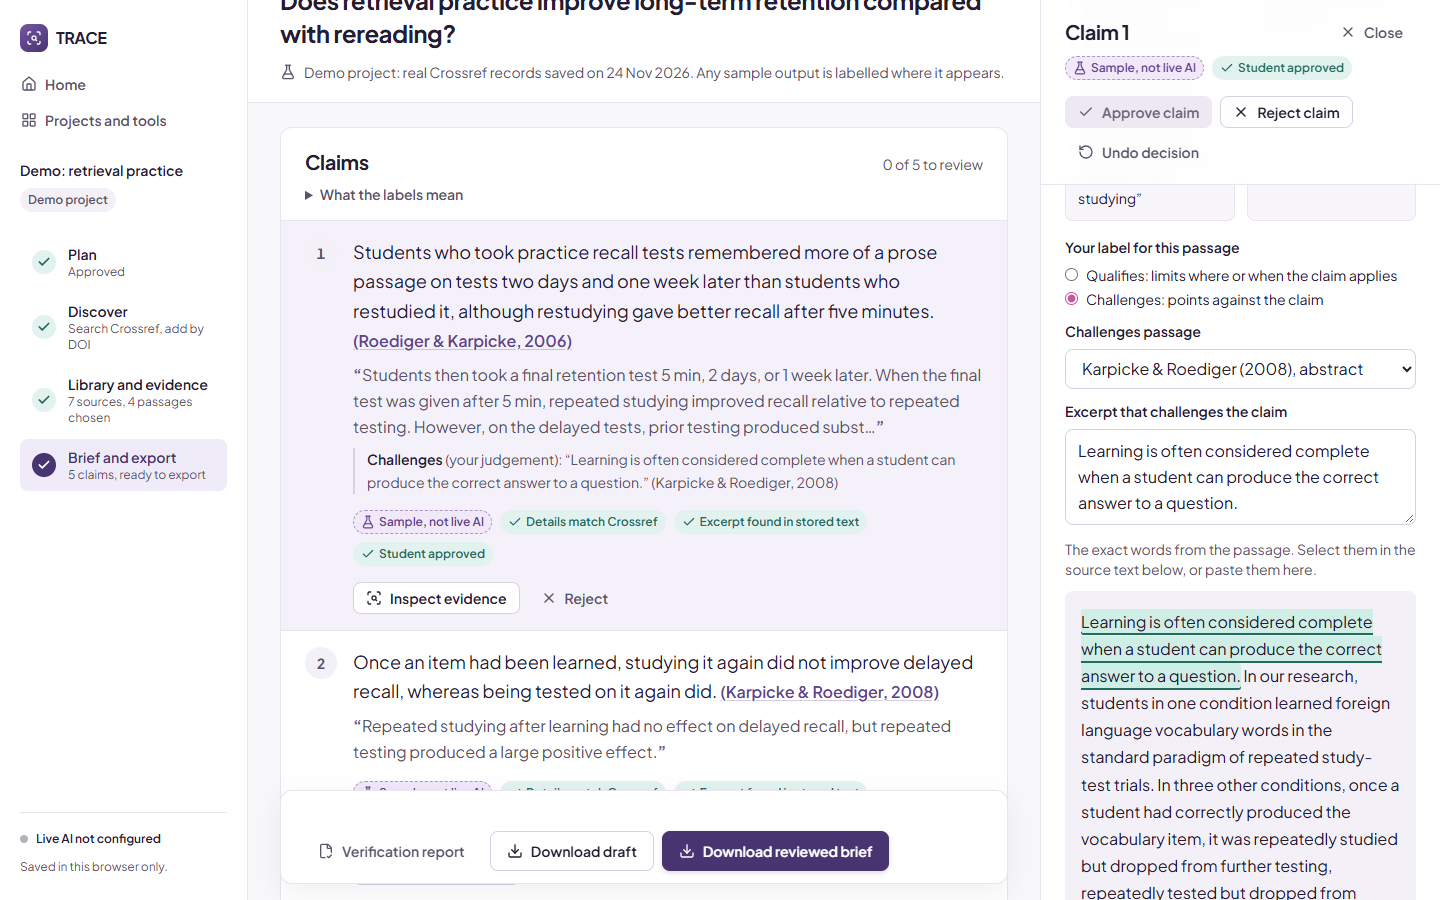 TRACE
Home
Projects and tools
Demo: retrieval practice
Demo project
Plan
Approved
Discover
Search Crossref, add by
DOI
Library and evidence
7 sources, 4 passages
chosen
Brief and export
5 claims, ready to export
Live AI not configured
Saved in this browser only.
Does retrieval practice improve long-term retention compared
with rereading?
Demo project: real Crossref records saved on 24 Nov 2026. Any sample output is labelled where it appears.
Claims
0 of 5 to review
What the labels mean
1
Students who took practice recall tests remembered more of a prose
passage on tests two days and one week later than students who
restudied it, although restudying gave better recall after five minutes.
(Roediger & Karpicke, 2006)
“Students then took a final retention test 5 min, 2 days, or 1 week later. When the final
test was given after 5 min, repeated studying improved recall relative to repeated
testing. However, on the delayed tests, prior testing produced subst…”
Challenges (your judgement): “Learning is often considered complete when a student can
produce the correct answer to a question.” (Karpicke & Roediger, 2008)
Sample, not live AI
Details match Crossref
Excerpt found in stored text
Student approved
Inspect evidence
Reject
2
Once an item had been learned, studying it again did not improve delayed
recall, whereas being tested on it again did. (Karpicke & Roediger, 2008)
“Repeated studying after learning had no effect on delayed recall, but repeated
testing produced a large positive effect.”
Verification report
Download draft
Download reviewed brief
Claim 1
Close
Sample, not live AI
Student approved
Approve claim
Reject claim
Undo decision
studying”
Your label for this passage
Qualifies: limits where or when the claim applies
Challenges: points against the claim
Challenges passage
Karpicke & Roediger (2008), abstract
Excerpt that challenges the claim
Learning is often considered complete
when a student can produce the correct
answer to a question.
The exact words from the passage. Select them in the
source text below, or paste them here.
Learning is often considered complete
when a student can produce the correct
answer to a question. In our research,
students in one condition learned foreign
language vocabulary words in the
standard paradigm of repeated study-
test trials. In three other conditions, once a
student had correctly produced the
vocabulary item, it was repeatedly studied
but dropped from further testing,
repeatedly tested but dropped from